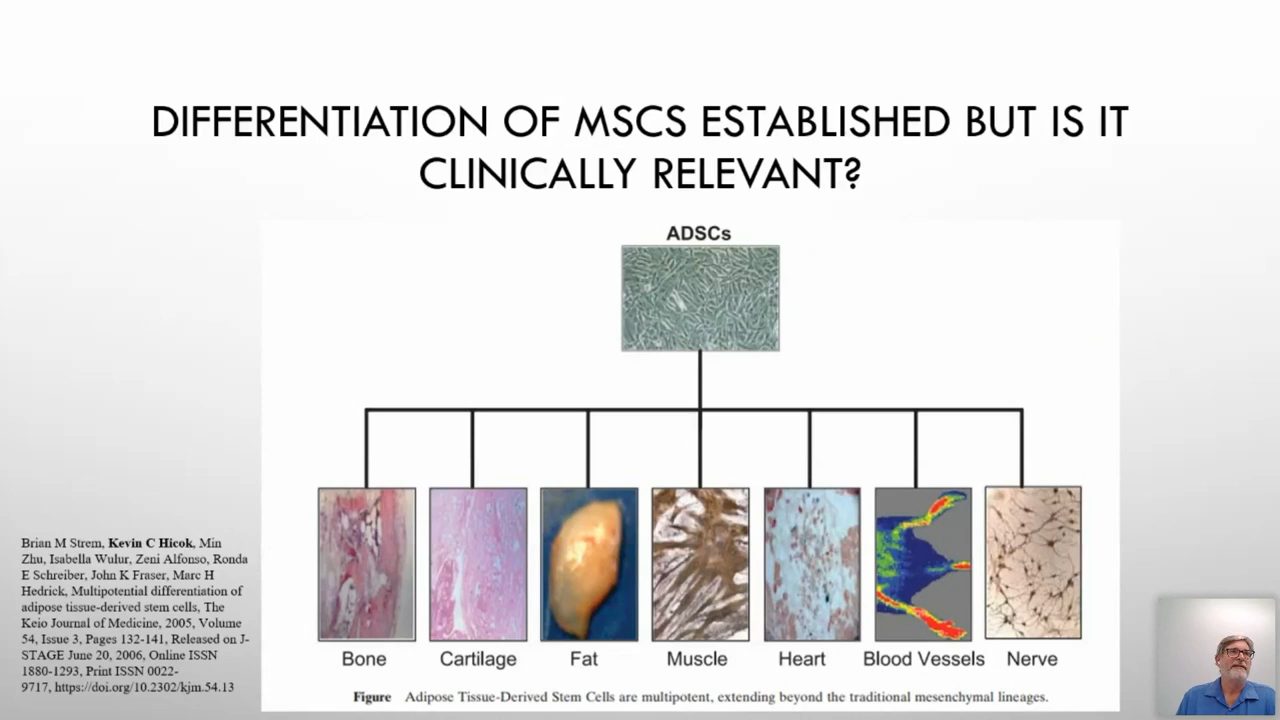 DIFFERENTIATION OF MSCS ESTABLISHED BUT IS IT
CLINICALLY RELEVANT?
ADSCs
Bone
Cartilage
Fat
Muscle
Heart
Blood Vessels
Nerve
Figure Adipose Tissue-Derived Stem Cells are multipotent, extending beyond the traditional mesenchymal lineages.
Brian M Strem, Kevin C Hicok, Min
Zhu, Isabella Wulur, Zeni Alfonso, Ronda
E Schreiber, John K Fraser, Marc H
Hedrick, Multipotential differentiation of
adipose tissue-derived stem cells, The
Keio Journal of Medicine, 2005, Volume
54, Issue 3, Pages 132-141, Released on J-
STAGE June 20, 2006, Online ISSN
1880-1293, Print ISSN 0022-
9717, https://doi.org/10.2302/kjm.54.13